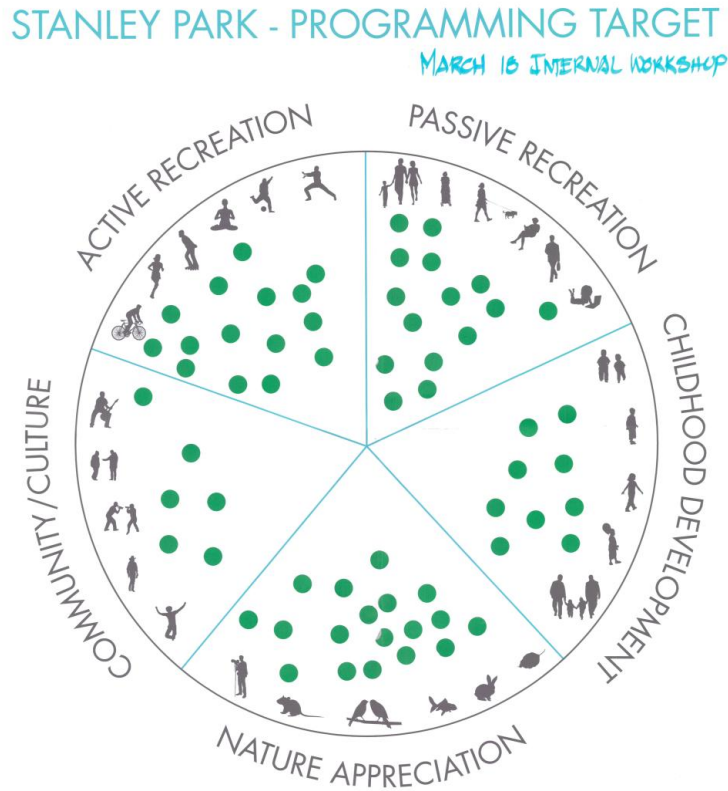 STANLEY PARK - PROGRAMMING TARGET
MARCH 18 INTERNAL WORKSHOP
ACTIVE RECREATION
PASSIVE RECREATION
CHILDHOOD DEVELOPMENT
COMMUNITY/CULTURE
NATURE APPRECIATION